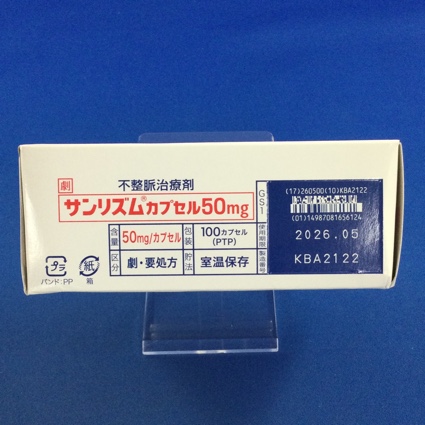 劇
不整脈治療剤
サンリズム®カプセル50mg
含量 50mg/カプセル 包装 100カプセル(PTP)
区分 劇・要処方 貯法 室温保存
プラ
バンド:PP
紙
箱
GS1
使用期限
製造番号
(17)260500(10)KBA2122
(01)14987081656124
2026.05
KBA2122